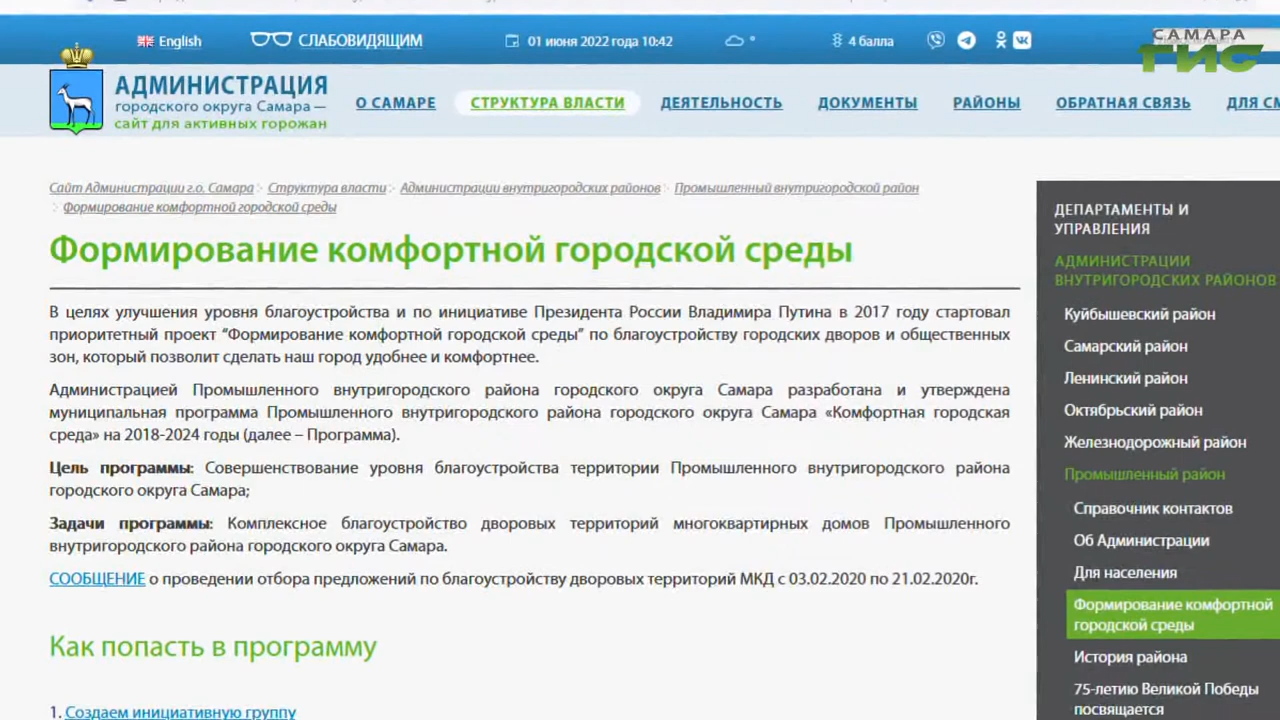 English
СЛАБОВИДЯЩИМ
01 июня 2022 года 10:42
4 балла
САМАРА
ГИС
АДМИНИСТРАЦИЯ
городского округа Самара —
сайт для активных горожан
О САМАРЕ
СТРУКТУРА ВЛАСТИ
ДЕЯТЕЛЬНОСТЬ
ДОКУМЕНТЫ
РАЙОНЫ
ОБРАТНАЯ СВЯЗЬ
ДЛЯ
Сайт Администрации г.о. Самара > Структура власти > Администрации внутригородских районов > Промышленный внутригородской район
> Формирование комфортной городской среды
Формирование комфортной городской среды
В целях улучшения уровня благоустройства и по инициативе Президента России Владимира Путина в 2017 году стартовал
приоритетный проект “Формирование комфортной городской среды” по благоустройству городских дворов и общественных
зон, который позволит сделать наш город удобнее и комфортнее.
Администрацией Промышленного внутригородского района городского округа Самара разработана и утверждена
муниципальная программа Промышленного внутригородского района городского округа Самара «Комфортная городская
среда» на 2018-2024 годы (далее – Программа).
Цель программы: Совершенствование уровня благоустройства территории Промышленного внутригородского района
городского округа Самара;
Задачи программы: Комплексное благоустройство дворовых территорий многоквартирных домов Промышленного
внутригородского района городского округа Самара.
СООБЩЕНИЕ о проведении отбора предложений по благоустройству дворовых территорий МКД с 03.02.2020 по 21.02.2020г.
Как попасть в программу
1. Создаем инициативную группу
ДЕПАРТАМЕНТЫ И
УПРАВЛЕНИЯ
АДМИНИСТРАЦИИ
ВНУТРИГОРОДСКИХ РАЙОНОВ
Куйбышевский район
Самарский район
Ленинский район
Октябрьский район
Железнодорожный район
Промышленный район
Справочник контактов
Об Администрации
Для населения
Формирование комфортной
городской среды
История района
75-летию Великой Победы
посвящается